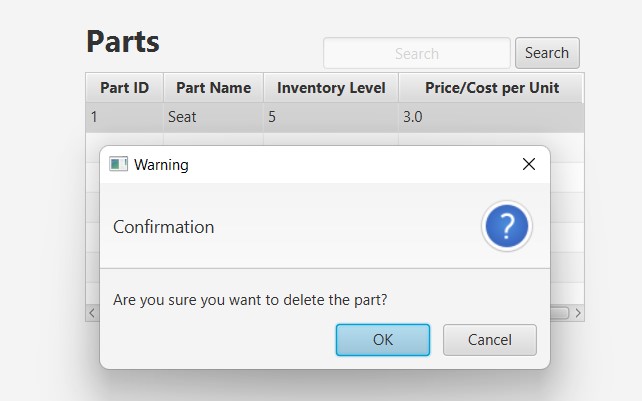 Parts
Search Search
Part ID Part Name Inventory Level Price/Cost per Unit
1 Seat 5 3.0
Warning
Confirmation
?
Are you sure you want to delete the part?
OK Cancel